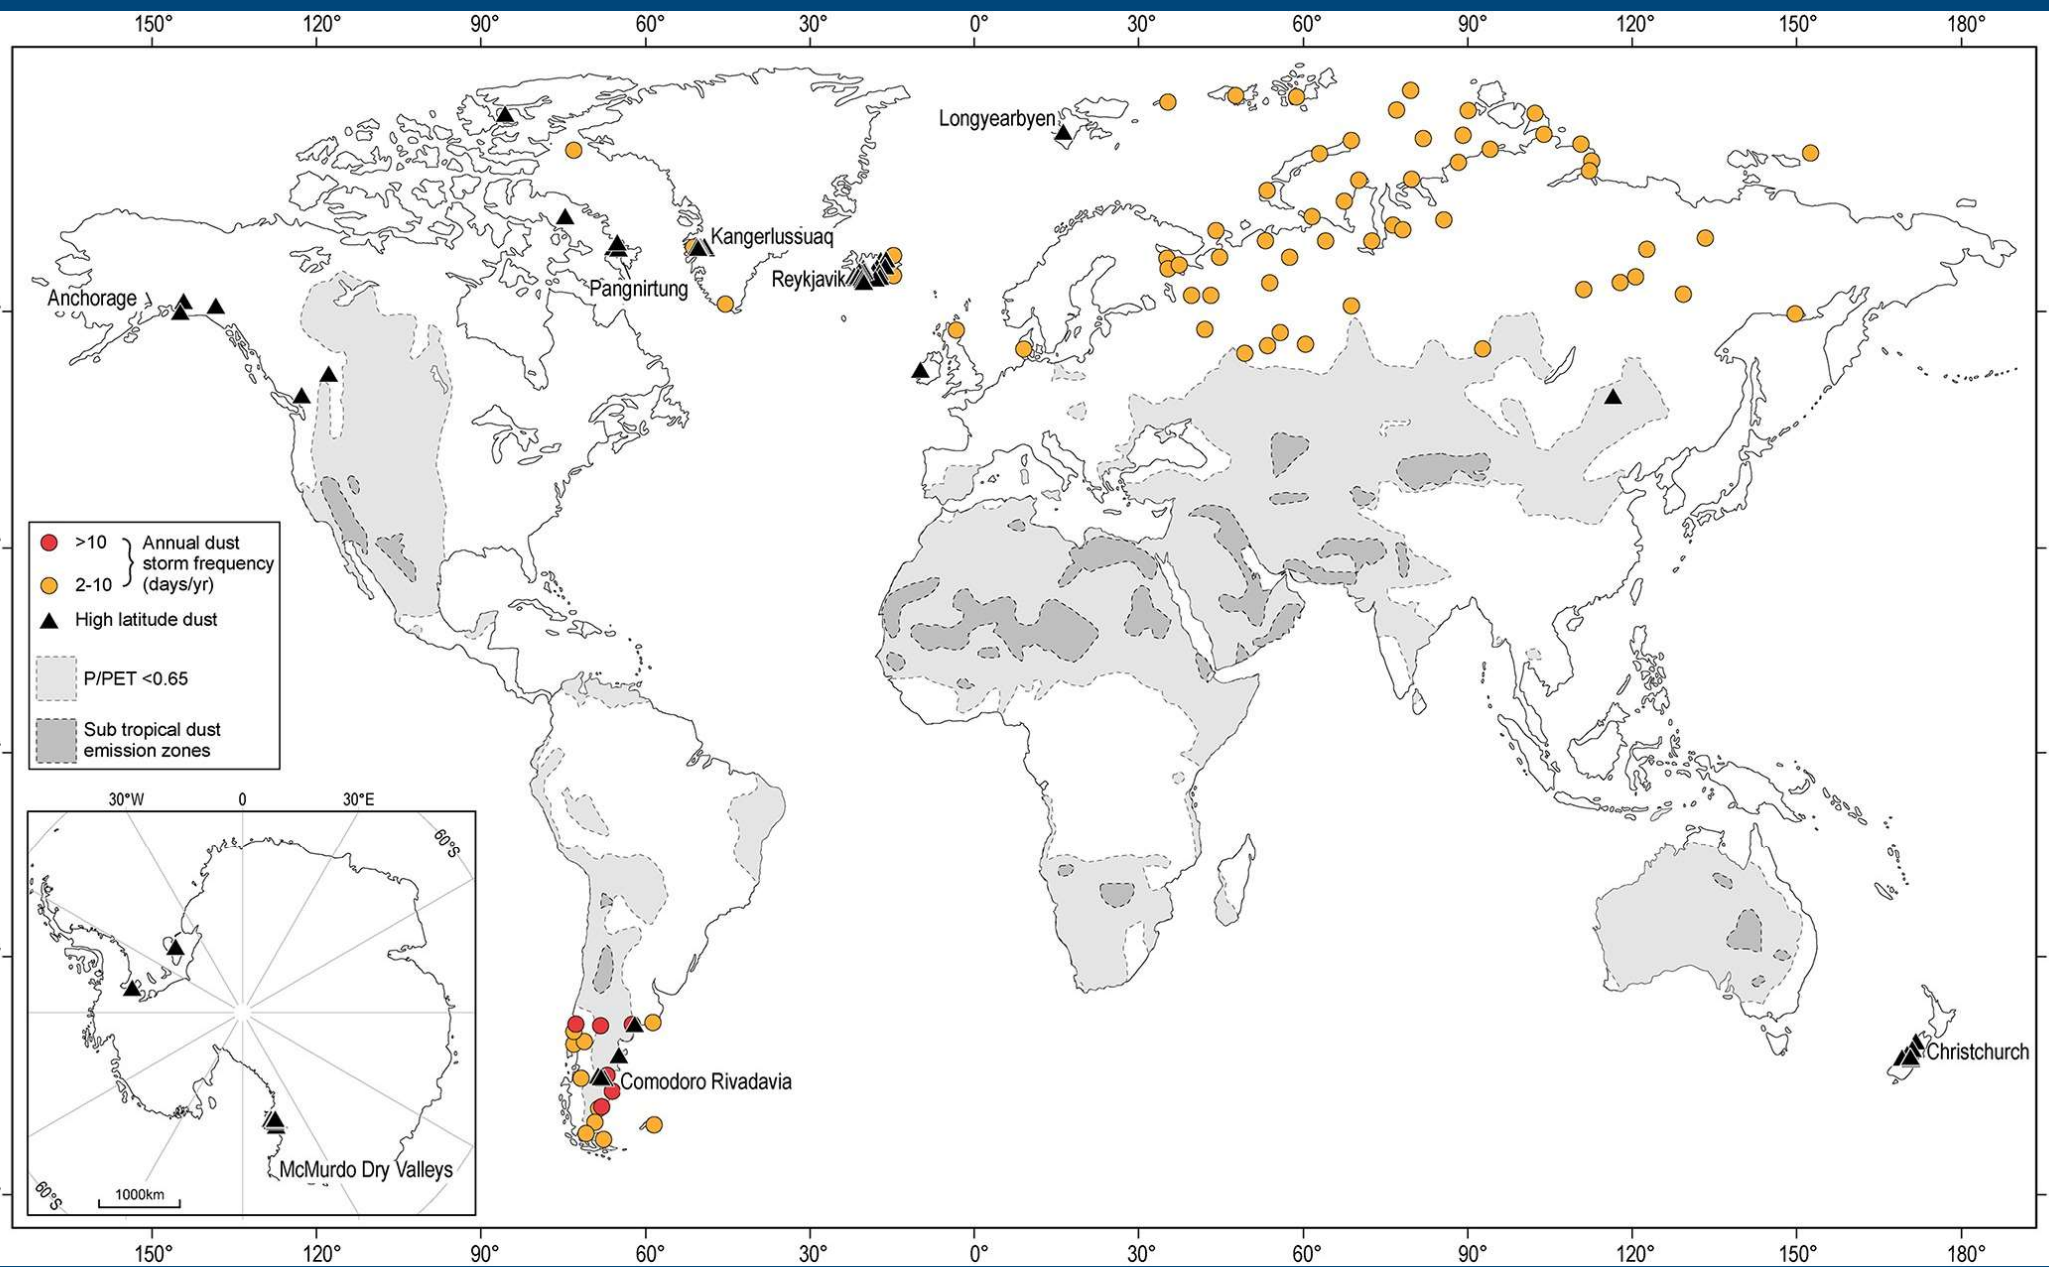 150° 120° 90° 60° 30° 0° 30° 60° 90° 120° 150° 180°
Longyearbyen
Kangerlussuaq
Reykjavik
Pangnirtung
Anchorage
>10
2-10
Annual dust
storm frequency
(days/yr)
High latitude dust
P/PET <0.65
Sub tropical dust
emission zones
30°W 0 30°E
60°S
60°S
1000km
McMurdo Dry Valleys
Comodoro Rivadavia
Christchurch
150° 120° 90° 60° 30° 0° 30° 60° 90° 120° 150° 180°